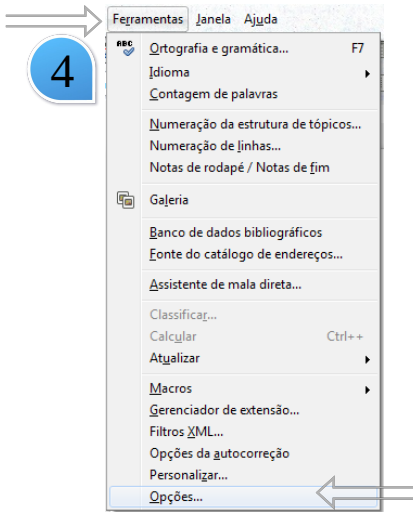 Ferramentas Janela Ajuda
4
ABC Ortografia e gramática... F7
Idioma
Contagem de palavras
Numeração da estrutura de tópicos...
Numeração de linhas...
Notas de rodapé / Notas de fim
Galeria
Banco de dados bibliográficos
Fonte do catálogo de endereços...
Assistente de mala direta...
Classificar...
Calcular Ctrl++
Atualizar
Macros
Gerenciador de extensão...
Filtros XML...
Opções da autocorreção
Personalizar...
Opções...